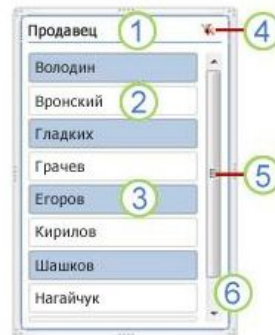 Продавец 1 4
Володин
Вронский 2
Гладких
Грачев 5
Егоров 3
Кирилов
Шашков
Нагайчук 6